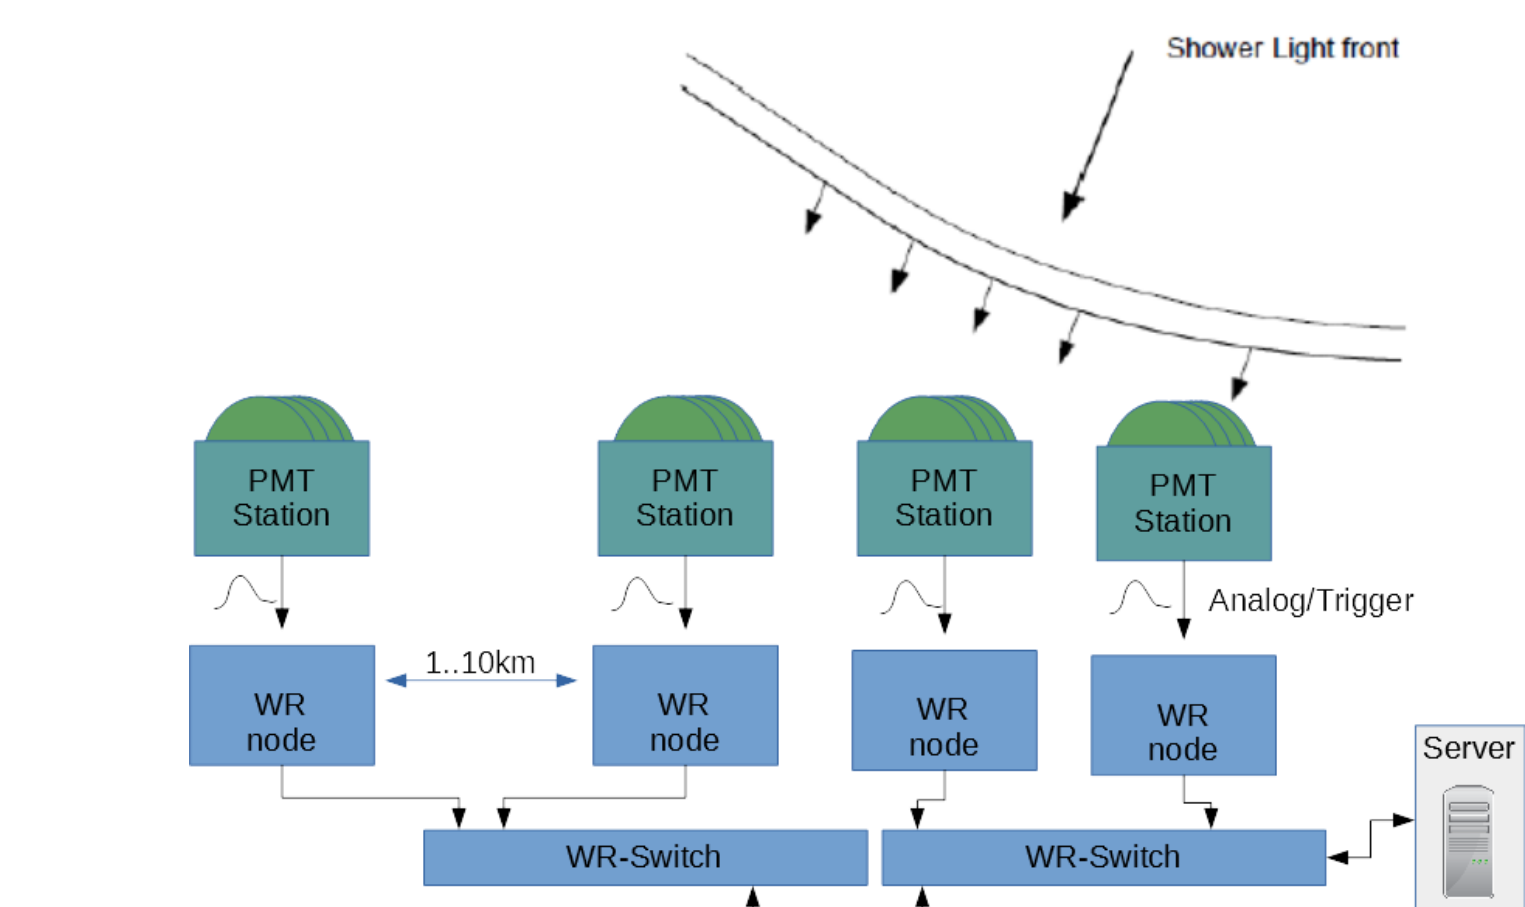 Shower Light front
PMT
Station
PMT
Station
PMT
Station
PMT
Station
Analog/Trigger
1..10km
WR
node
WR
node
WR
node
WR
node
Server
WR-Switch
WR-Switch